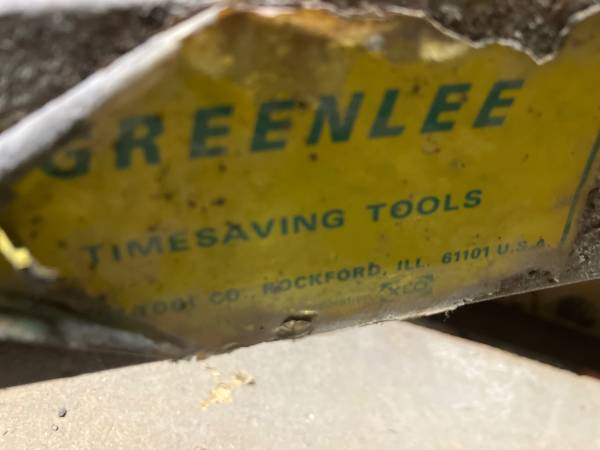 GREENLEE
TIMESAVING TOOLS
TOOL CO., ROCKFORD, ILL. 61101 U.S.A.